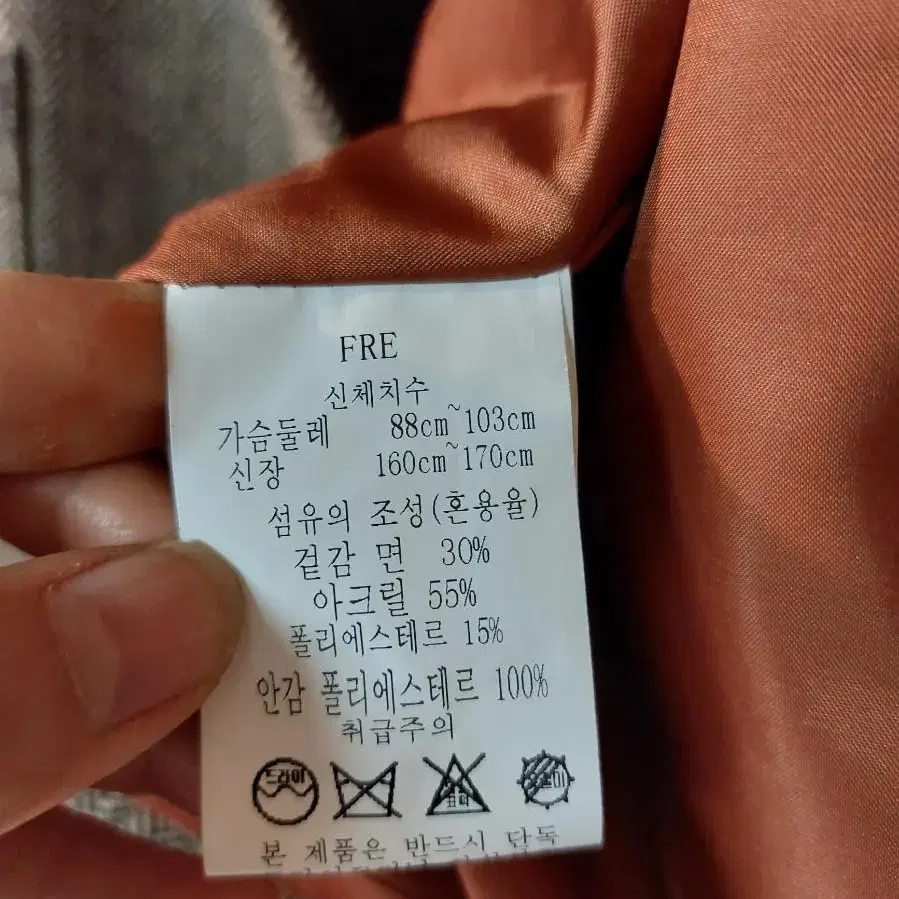 FRE
신체치수
가슴둘레 88cm~103cm
신장 160cm~170cm
섬유의 조성(혼용율)
겉감 면 30%
아크릴 55%
폴리에스테르 15%
안감 폴리에스테르 100%
취급주의
드라이
본 제품은 반드시 단독